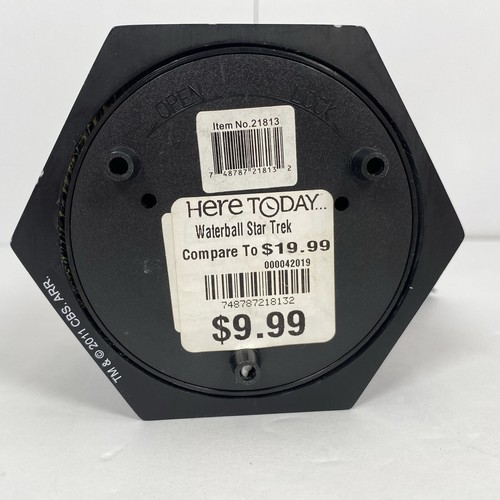 OPEN LOCK
Item No.21813
7 48787 21813 2
HERE TODAY...
Waterball Star Trek
Compare To $19.99
000042019
748787218132
$9.99
TM & © 2011 CBS. ARR.